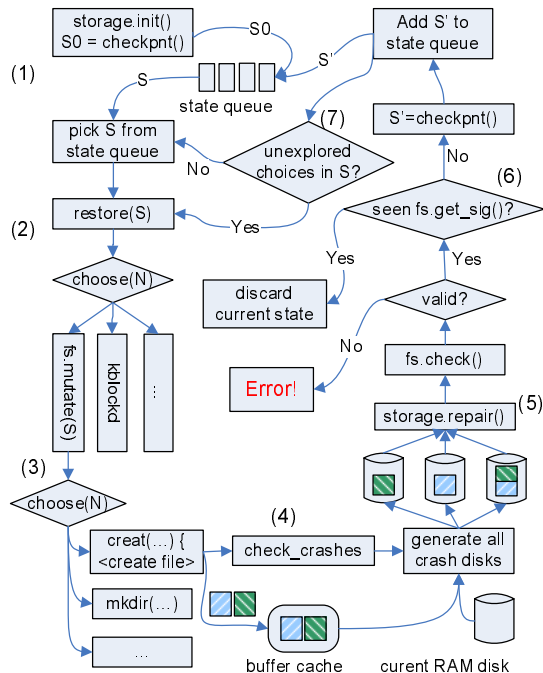 storage.init()
S0 = checkpnt()
S0
S'
Add S' to
state queue
(1)
S
state queue
pick S from
state queue
(7)
No
unexplored
choices in S?
S'=checkpnt()
No
(6)
restore(S)
Yes
seen fs.get_sig()?
(2)
choose(N)
Yes
Yes
discard
current state
valid?
No
fs.mutate(S)
kblockd
...
fs.check()
Error!
(5)
storage.repair()
(3)
choose(N)
(4)
creat(...) {
<create file>
check_crashes
generate all
crash disks
mkdir(...)
...
buffer cache
curent RAM disk